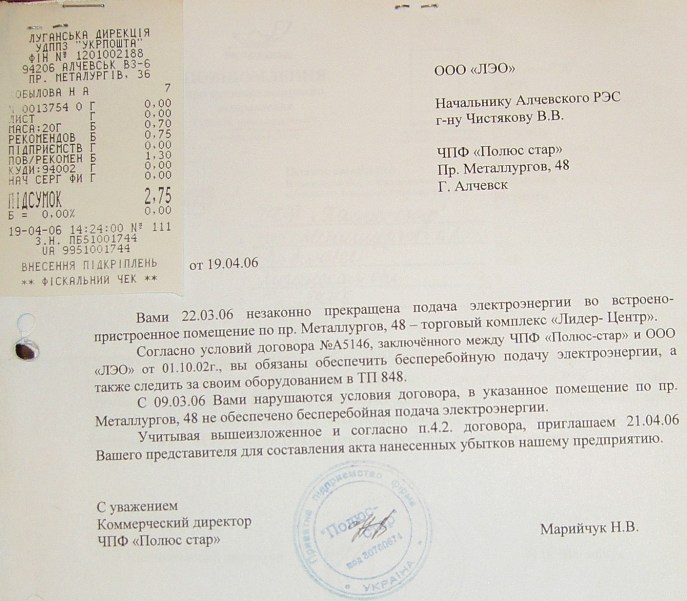 ЛУГАНСЬКА ДИРЕКЦІЯ
УДППЗ "УКРПОШТА"
ФІН № 1201002188
94206 АЛЧЕВСЬК ВЗ-6
ПР. МЕТАЛУРГІВ, 36
ОБЫЛОВА Н А 7
0013754 0 Г 0.00
ЛИСТ Г 0.00
МАСА:20Г Б 0.70
РЕКОМЕНДОВ Б 0.75
ПІДПРИЄМСТВ Г 0.00
ПОВ/РЕКОМЕН Б 1.30
КУДИ:94002 Г 0.00
НАЧ СЕРГ ФИ Г 0.00
ПІДСУМОК 2,75
Б = 0,00% 0.00
19-04-06 14:24:00 № 111
З.Н. ПБ51001744
UA 9951001744
ВНЕСЕННЯ ПІДКРІПЛЕНЬ
** ФІСКАЛЬНИЙ ЧЕК **
ООО «ЛЭО»
Начальнику Алчевского РЭС
г-ну Чистякову В.В.
ЧПФ «Полюс стар»
Пр. Металлургов, 48
Г. Алчевск
от 19.04.06
Вами 22.03.06 незаконно прекращена подача электроэнергии во встроено-
пристроенное помещение по пр. Металлургов, 48 – торговый комплекс «Лидер- Центр».
Согласно условий договора №А5146, заключённого между ЧПФ «Полюс-стар» и ООО
«ЛЭО» от 01.10.02г., вы обязаны обеспечить бесперебойную подачу электроэнергии, а
также следить за своим оборудованием в ТП 848.
С 09.03.06 Вами нарушаются условия договора, в указанное помещение по пр.
Металлургов, 48 не обеспечено бесперебойная подача электроэнергии.
Учитывая вышеизложенное и согласно п.4.2. договора, приглашаем 21.04.06
Вашего представителя для составления акта нанесенных убытков нашему предприятию.
С уважением
Коммерческий директор
ЧПФ «Полюс стар»
Приватне підприємство фірма
"Полюс-
стар"
код 30760674
* УКРАЇНА *
Марийчук Н.В.